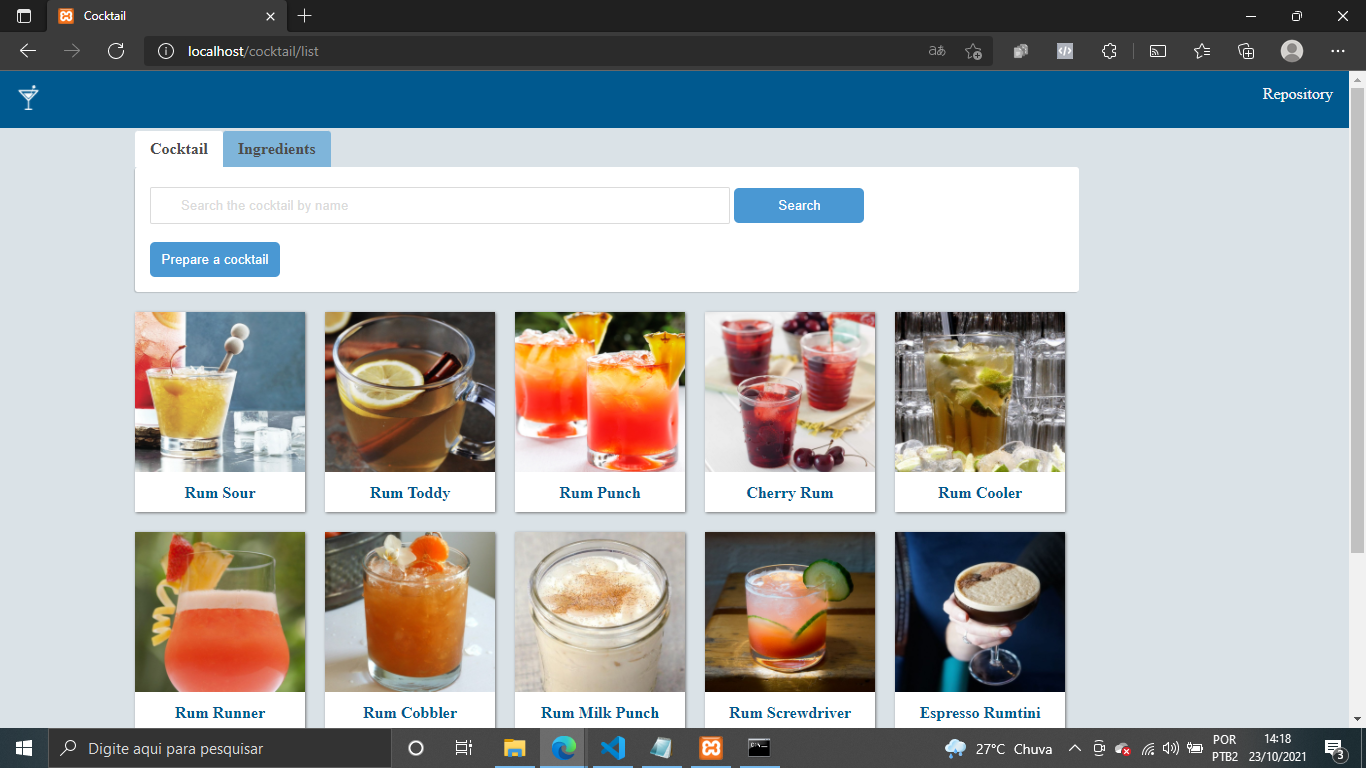 Cocktail
localhost/cocktail/list
Repository
Cocktail Ingredients
Search the cocktail by name Search
Prepare a cocktail
Rum Sour Rum Toddy Rum Punch Cherry Rum Rum Cooler
Rum Runner Rum Cobbler Rum Milk Punch Rum Screwdriver Espresso Rumtini
Digite aqui para pesquisar 27°C Chuva POR 14:18
PTB2 23/10/2021 3